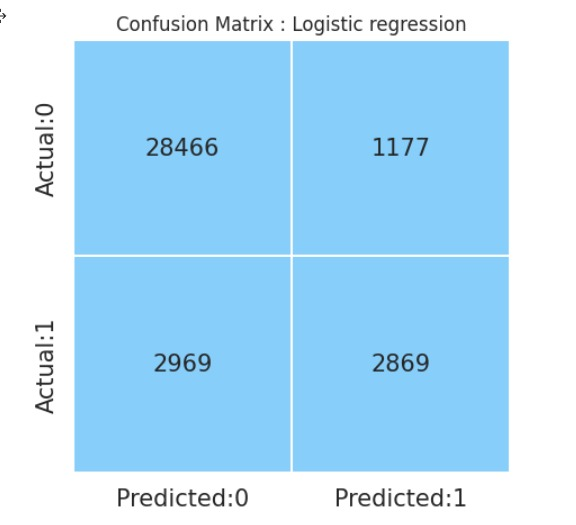 Confusion Matrix : Logistic regression
Actual:0
28466 1177
Actual:1
2969 2869
Predicted:0 Predicted:1